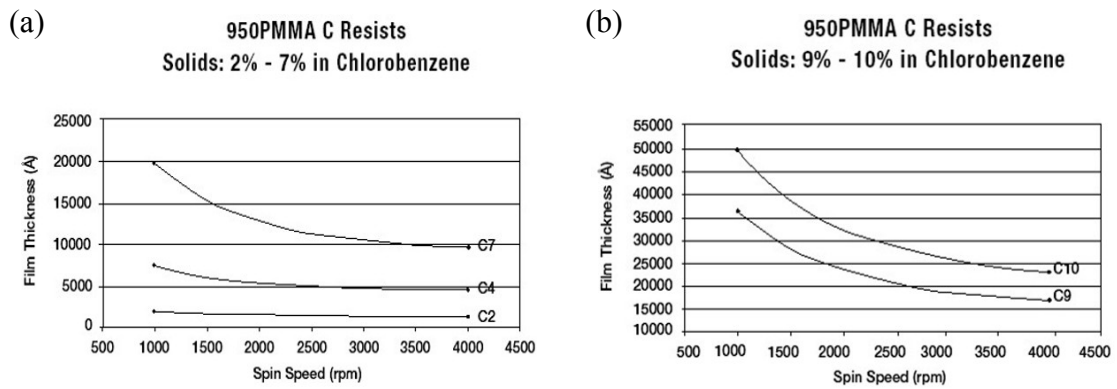 (a)
950PMMA C Resists
Solids: 2% - 7% in Chlorobenzene
Film Thickness (Å)
25000
20000
15000
10000
5000
0
C7
C4
C2
500 1000 1500 2000 2500 3000 3500 4000 4500
Spin Speed (rpm)
(b)
950PMMA C Resists
Solids: 9% - 10% in Chlorobenzene
Film Thickness (Å)
55000
50000
45000
40000
35000
30000
25000
20000
15000
10000
C10
C9
500 1000 1500 2000 2500 3000 3500 4000 4500
Spin Speed (rpm)